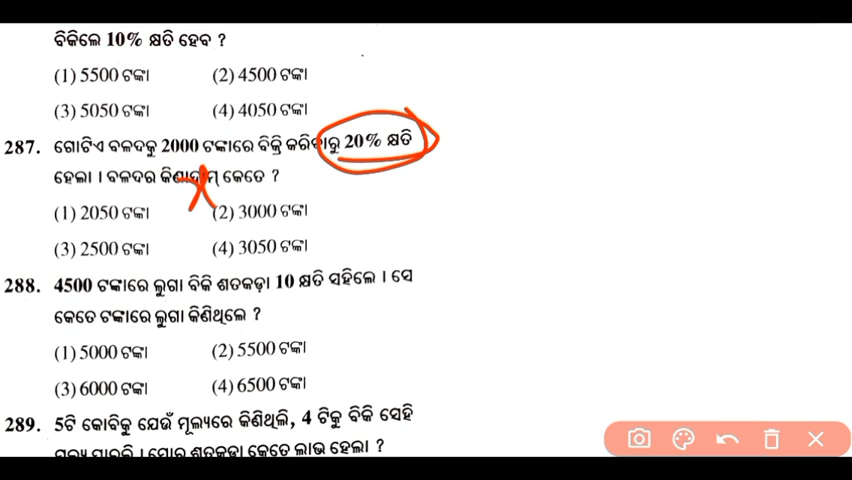 ବିକିଲେ 10% କ୍ଷତି ହେବ ?
(1) 5500 ଟଙ୍କା (2) 4500 ଟଙ୍କା
(3) 5050 ଟଙ୍କା (4) 4050 ଟଙ୍କା
287. ଗୋଟିଏ ବଳଦକୁ 2000 ଟଙ୍କାରେ ବିକ୍ରି କରିବାରୁ 20% କ୍ଷତି
ହେଲା । ବଳଦର କିଣାଦାମ୍ କେତେ ?
(1) 2050 ଟଙ୍କା (2) 3000 ଟଙ୍କା
(3) 2500 ଟଙ୍କା (4) 3050 ଟଙ୍କା
288. 4500 ଟଙ୍କାରେ ଲୁଗା ବିକି ଶତକଡ଼ା 10 କ୍ଷତି ସହିଲେ । ସେ
କେତେ ଟଙ୍କାରେ ଲୁଗା କିଣିଥିଲେ ?
(1) 5000 ଟଙ୍କା (2) 5500 ଟଙ୍କା
(3) 6000 ଟଙ୍କା (4) 6500 ଟଙ୍କା
289. 5ଟି କୋବିକୁ ଯେଉଁ ମୂଲ୍ୟରେ କିଣିଥିଲି, 4 ଟିକୁ ବିକି ସେହି
ମୂଲ୍ୟ ପାଇଲି । ମୋର ଶତକଡ଼ା କେତେ ଲାଭ ହେଲା ?